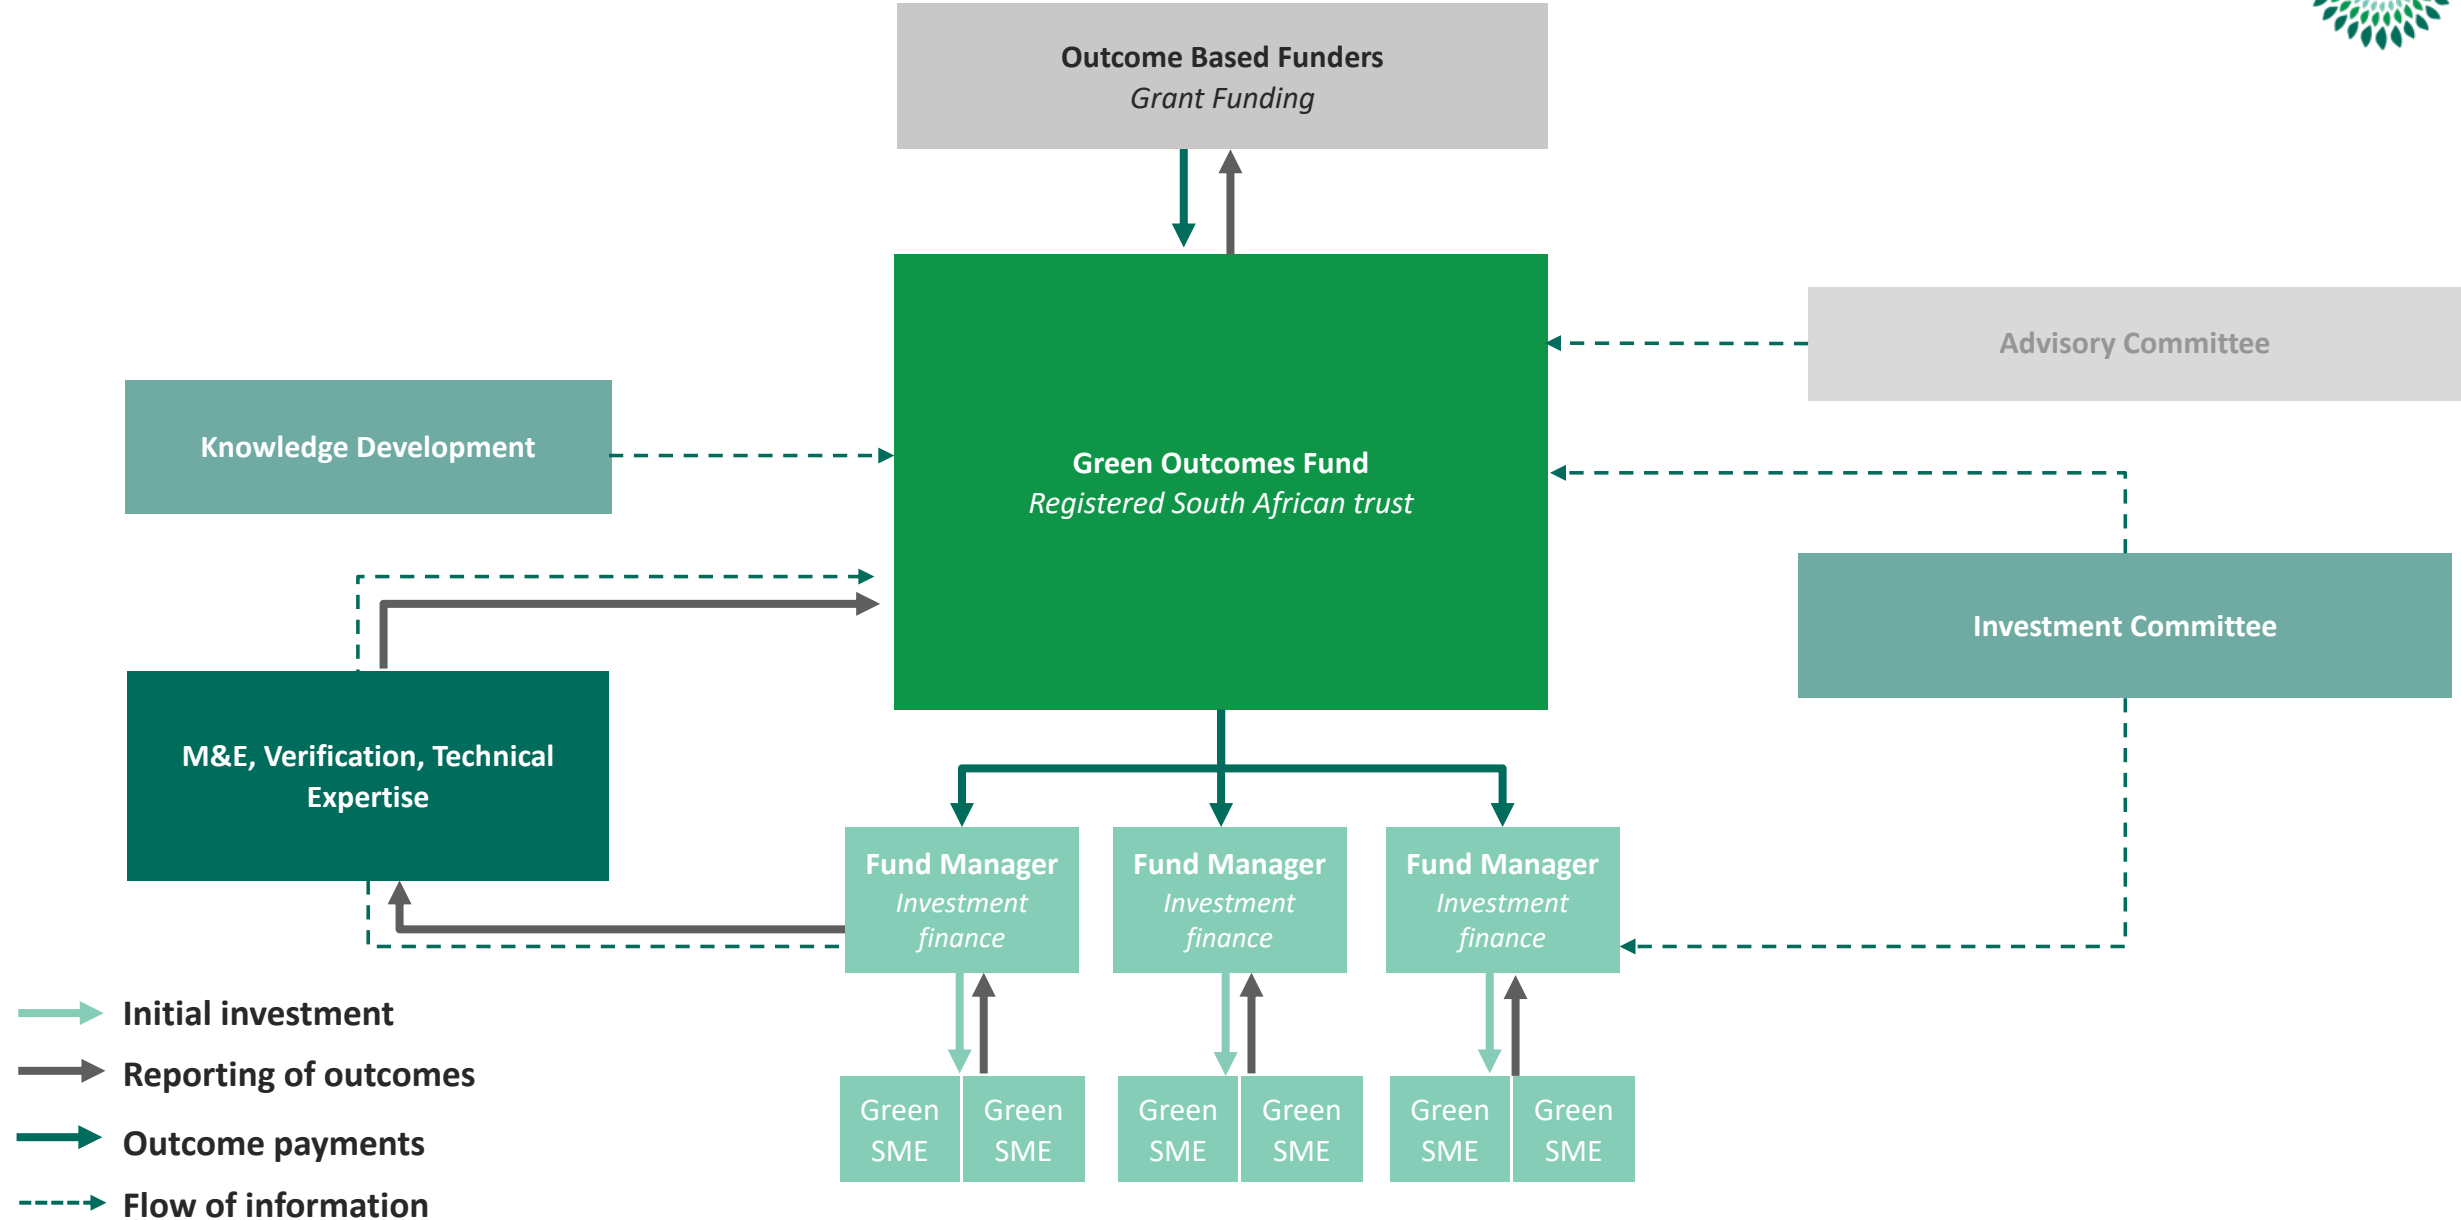 Outcome Based Funders
Grant Funding
Advisory Committee
Knowledge Development
Green Outcomes Fund
Registered South African trust
Investment Committee
M&E, Verification, Technical
Expertise
Fund Manager
Investment
finance
Fund Manager
Investment
finance
Fund Manager
Investment
finance
Initial investment
Reporting of outcomes
Outcome payments
Flow of information
Green
SME
Green
SME
Green
SME
Green
SME
Green
SME
Green
SME